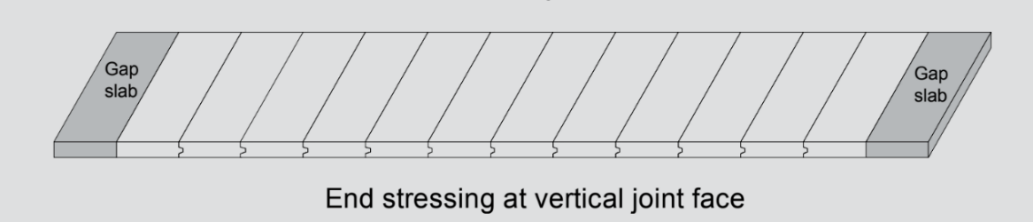 Gap
slab
Gap
slab
End stressing at vertical joint face